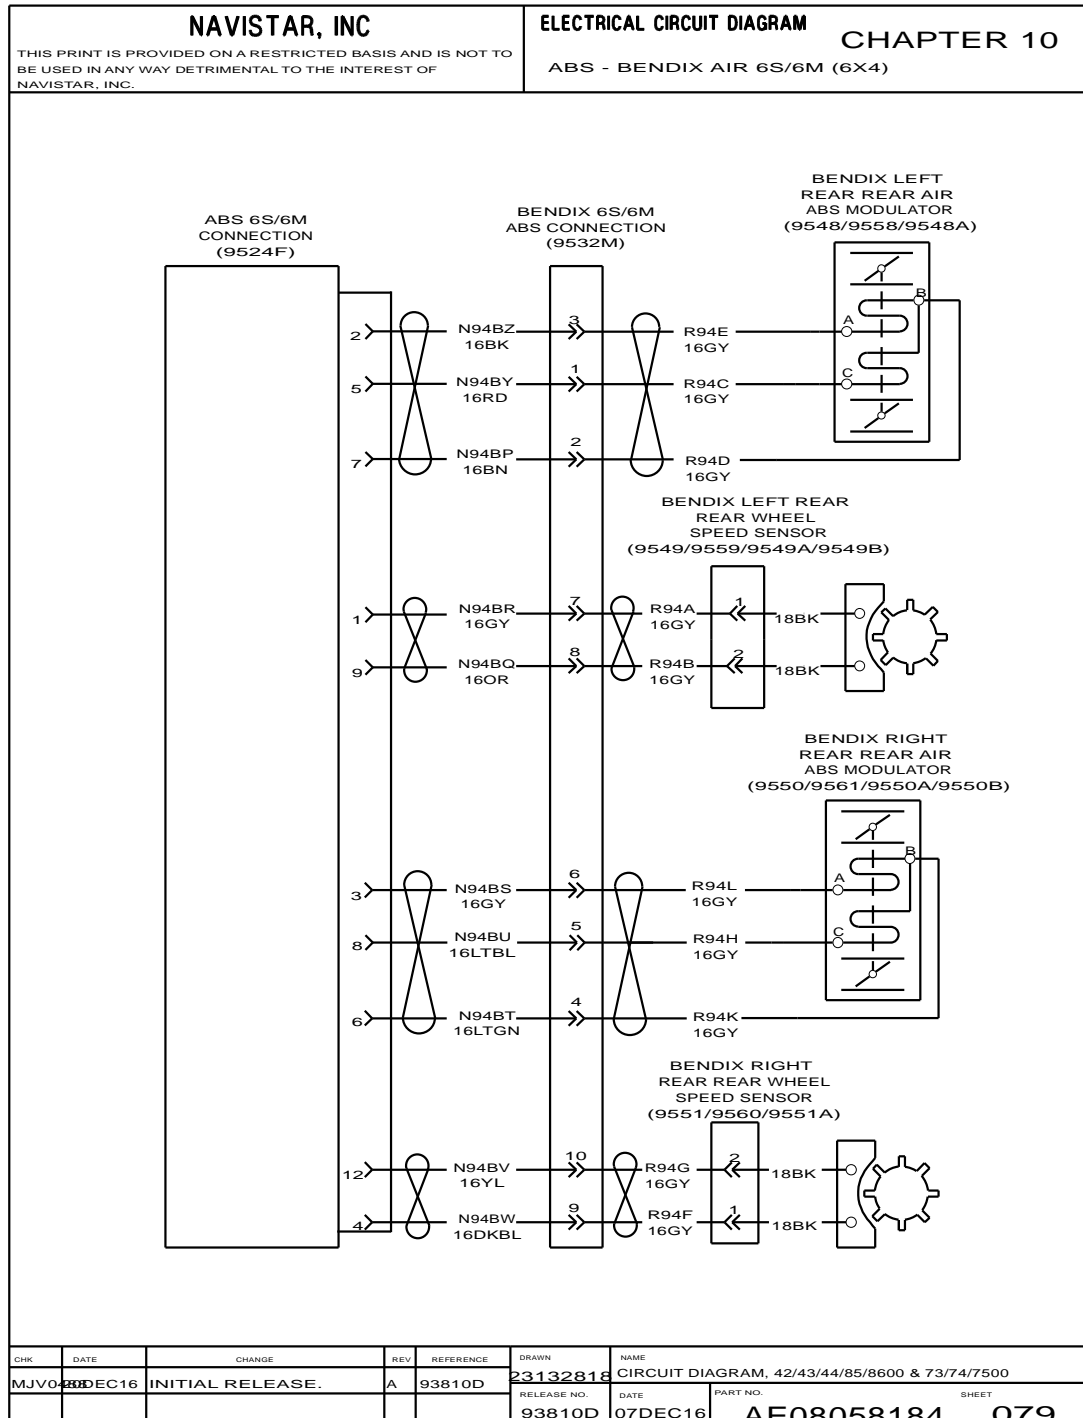 NAVISTAR, INC
THIS PRINT IS PROVIDED ON A RESTRICTED BASIS AND IS NOT TO
BE USED IN ANY WAY DETRIMENTAL TO THE INTEREST OF
NAVISTAR, INC.
ELECTRICAL CIRCUIT DIAGRAM
CHAPTER 10
ABS - BENDIX AIR 6S/6M (6X4)
ABS 6S/6M
CONNECTION
(9524F)
BENDIX 6S/6M
ABS CONNECTION
(9532M)
BENDIX LEFT
REAR REAR AIR
ABS MODULATOR
(9548/9558/9548A)
B
2
N94BZ
16BK
3
R94E
16GY
A
5
N94BY
16RD
1
R94C
16GY
C
7
N94BP
16BN
2
R94D
16GY
BENDIX LEFT REAR
REAR WHEEL
SPEED SENSOR
(9549/9559/9549A/9549B)
1
N94BR
16GY
7
R94A
16GY
1
18BK
9
N94BQ
16OR
8
R94B
16GY
2
18BK
BENDIX RIGHT
REAR REAR AIR
ABS MODULATOR
(9550/9561/9550A/9550B)
B
3
N94BS
16GY
6
R94L
16GY
A
8
N94BU
16LTBL
5
R94H
16GY
C
6
N94BT
16LTGN
4
R94K
16GY
BENDIX RIGHT
REAR REAR WHEEL
SPEED SENSOR
(9551/9560/9551A)
12
N94BV
16YL
10
R94G
16GY
2
18BK
4
N94BW
16DKBL
9
R94F
16GY
1
18BK
CHK DATE CHANGE REV REFERENCE DRAWN NAME
20DEC16 INITIAL RELEASE. A 93810D 23132818 CIRCUIT DIAGRAM, 42/43/44/85/8600 & 73/74/7500
RELEASE NO. DATE PART NO. SHEET
93810D 07DEC16 AE08058184 079